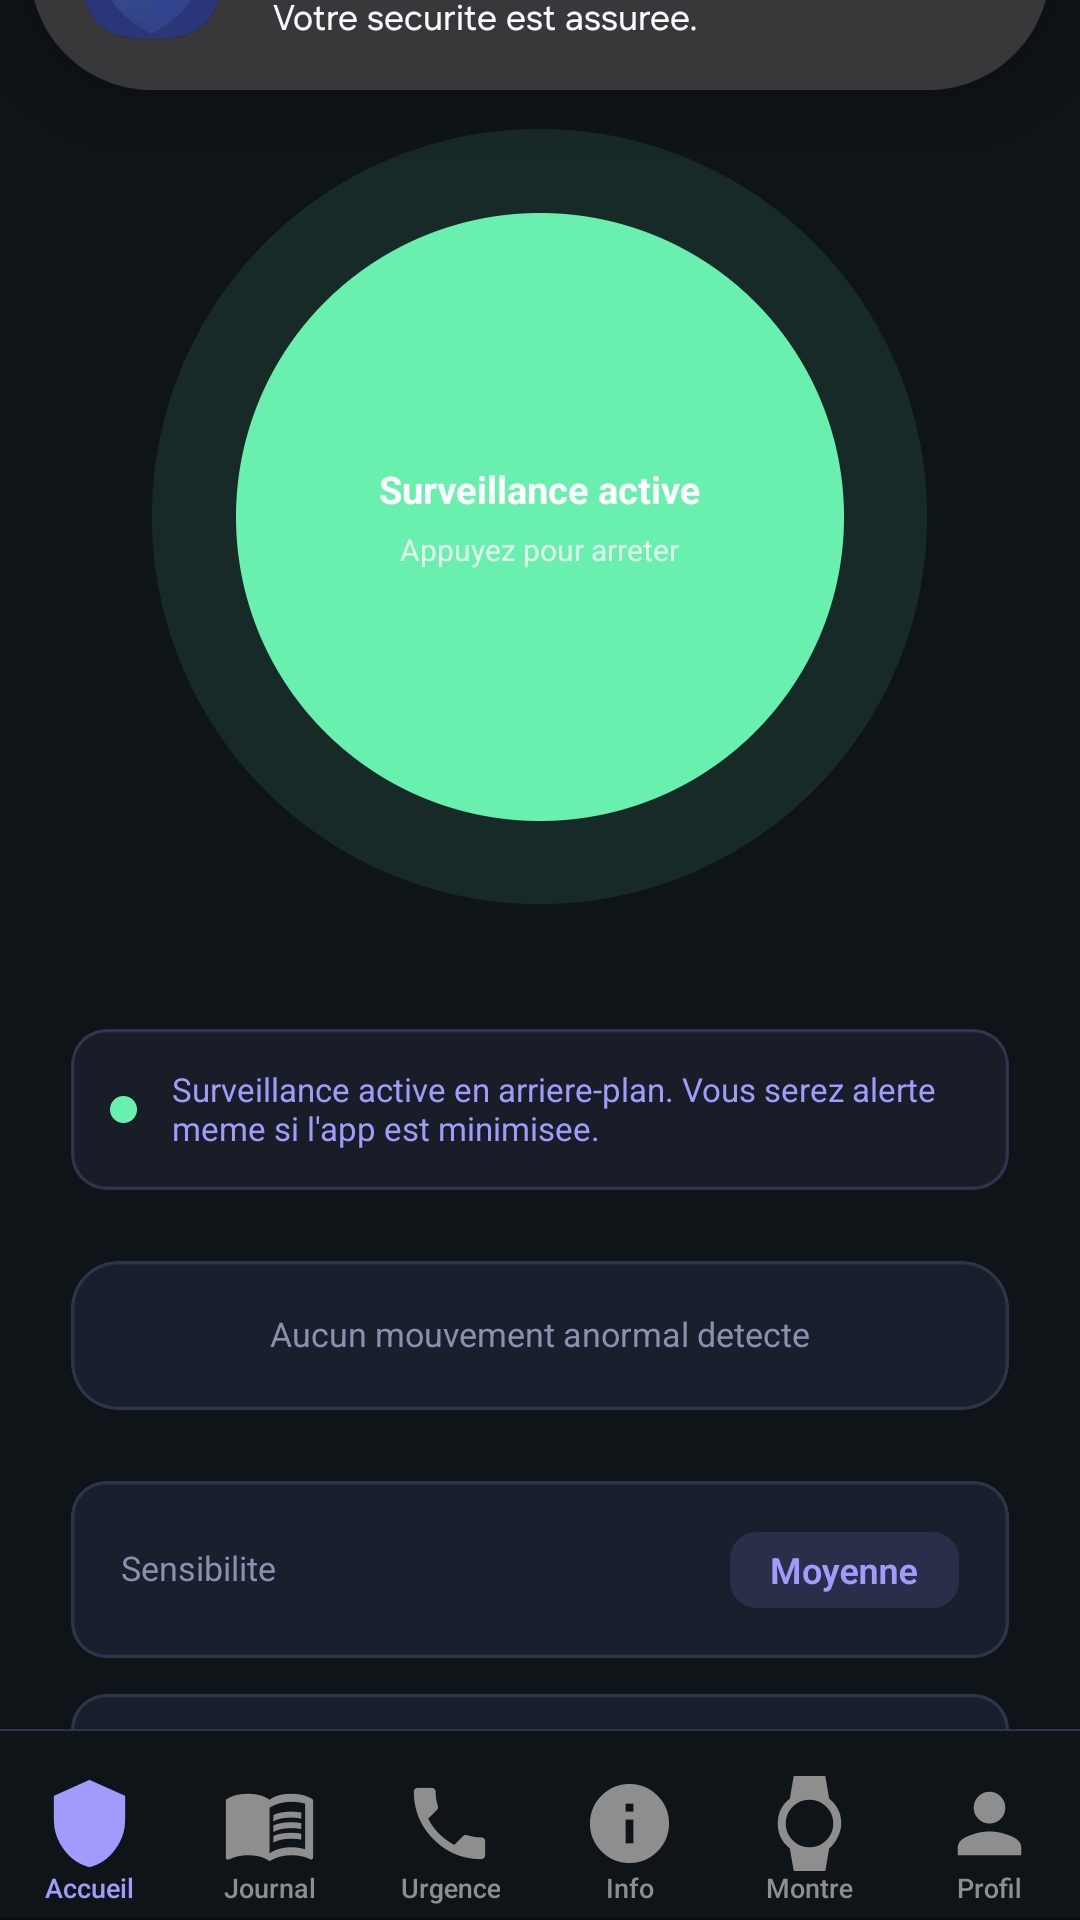 Votre securite est assuree.
Surveillance active
Appuyez pour arreter
Surveillance active en arriere-plan. Vous serez alerte
meme si l'app est minimisee.
Aucun mouvement anormal detecte
Sensibilite
Moyenne
Accueil
Journal
Urgence
Info
Montre
Profil